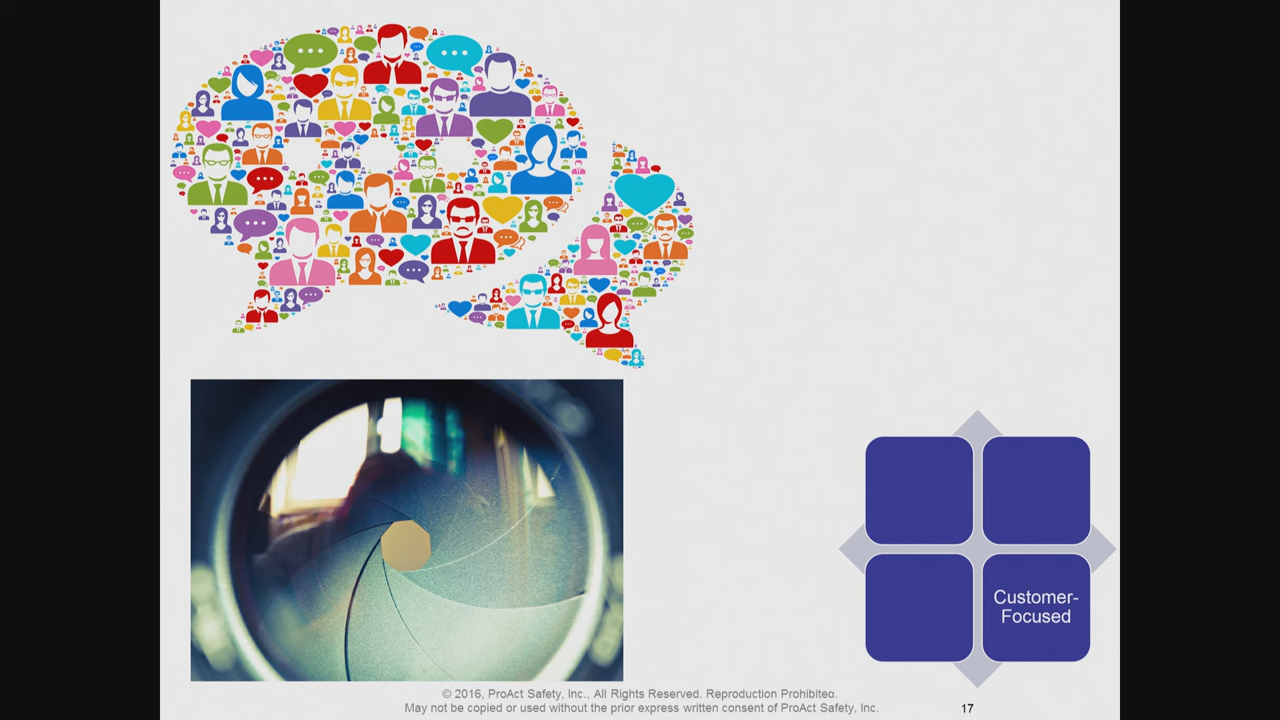 Customer-
Focused
© 2016, ProAct Safety, Inc., All Rights Reserved. Reproduction Prohibited.
May not be copied or used without the prior express written consent of ProAct Safety, Inc.
17